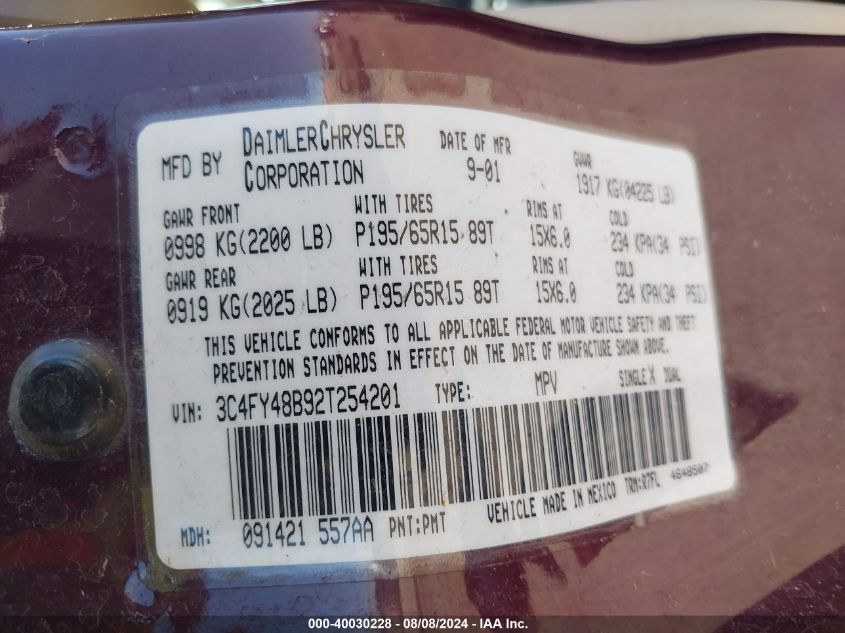 MFD BY DAIMLERCHRYSLER CORPORATION DATE OF MFR 9-01 GVWR 1917 KG(04225 LB)
GAWR FRONT WITH TIRES RIMS AT COLD
0998 KG(2200 LB) P195/65R15 89T 15X6.0 234 KPA(34 PSI)
GAWR REAR WITH TIRES RIMS AT COLD
0919 KG(2025 LB) P195/65R15 89T 15X6.0 234 KPA(34 PSI)
THIS VEHICLE CONFORMS TO ALL APPLICABLE FEDERAL MOTOR VEHICLE SAFETY AND THEFT
PREVENTION STANDARDS IN EFFECT ON THE DATE OF MANUFACTURE SHOWN ABOVE.
VIN: 3C4FY48B92T254201 TYPE: MPV SINGLE X DUAL
MDH: 091421 557AA PNT:PMT VEHICLE MADE IN MEXICO TRM:Q7FL 4648507
000-40030228 - 08/08/2024 - IAA Inc.